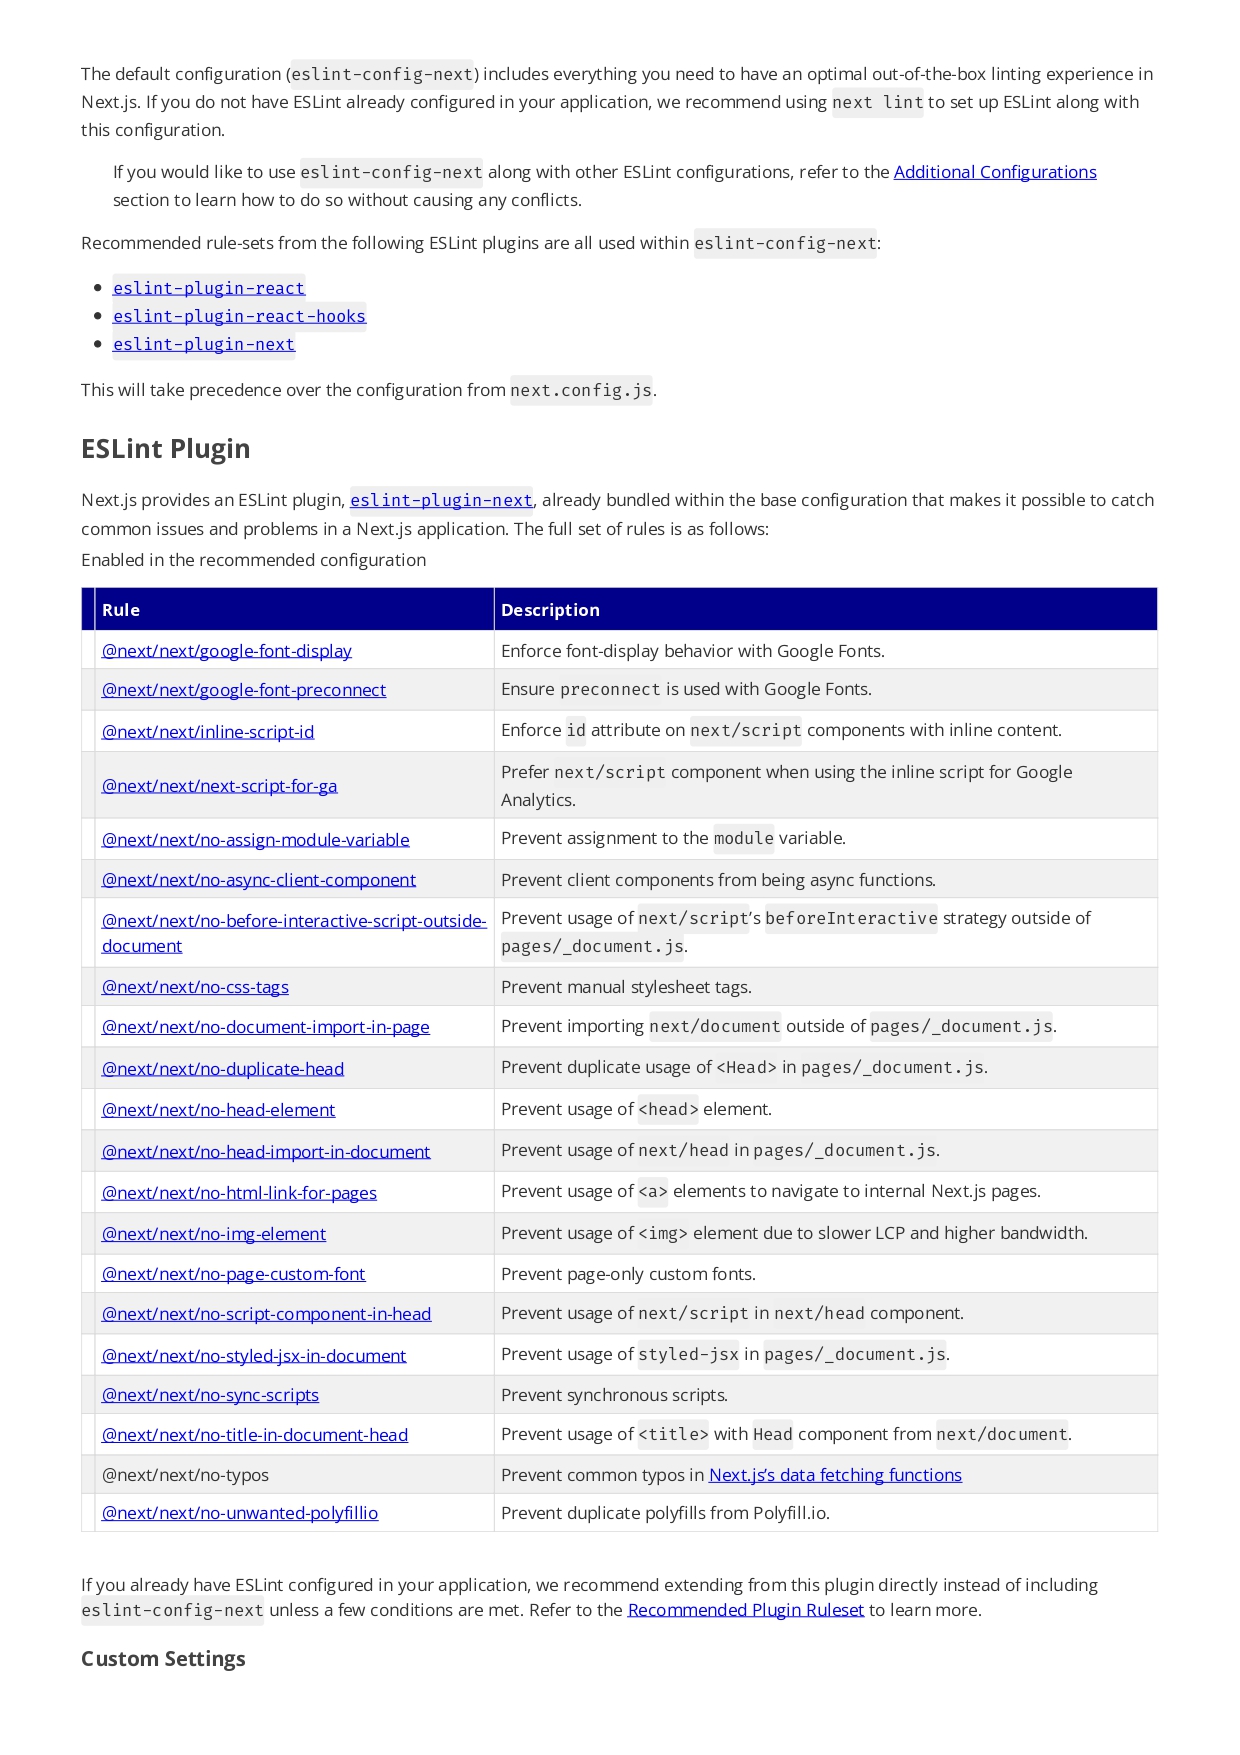 The default configuration (eslint-config-next) includes everything you need to have an optimal out-of-the-box linting experience in
Next.js. If you do not have ESLint already configured in your application, we recommend using next lint to set up ESLint along with
this configuration.
If you would like to use eslint-config-next along with other ESLint configurations, refer to the Additional Configurations
section to learn how to do so without causing any conflicts.
Recommended rule-sets from the following ESLint plugins are all used within eslint-config-next:
• eslint-plugin-react
• eslint-plugin-react-hooks
• eslint-plugin-next
This will take precedence over the configuration from next.config.js.
ESLint Plugin
Next.js provides an ESLint plugin, eslint-plugin-next, already bundled within the base configuration that makes it possible to catch
common issues and problems in a Next.js application. The full set of rules is as follows:
Enabled in the recommended configuration
Rule Description
@next/next/google-font-display Enforce font-display behavior with Google Fonts.
@next/next/google-font-preconnect Ensure preconnect is used with Google Fonts.
@next/next/inline-script-id Enforce id attribute on next/script components with inline content.
@next/next/next-script-for-ga Prefer next/script component when using the inline script for Google
Analytics.
@next/next/no-assign-module-variable Prevent assignment to the module variable.
@next/next/no-async-client-component Prevent client components from being async functions.
@next/next/no-before-interactive-script-outside- Prevent usage of next/script’s beforeInteractive strategy outside of
document pages/_document.js.
@next/next/no-css-tags Prevent manual stylesheet tags.
@next/next/no-document-import-in-page Prevent importing next/document outside of pages/_document.js.
@next/next/no-duplicate-head Prevent duplicate usage of <Head> in pages/_document.js.
@next/next/no-head-element Prevent usage of <head> element.
@next/next/no-head-import-in-document Prevent usage of next/head in pages/_document.js.
@next/next/no-html-link-for-pages Prevent usage of <a> elements to navigate to internal Next.js pages.
@next/next/no-img-element Prevent usage of <img> element due to slower LCP and higher bandwidth.
@next/next/no-page-custom-font Prevent page-only custom fonts.
@next/next/no-script-component-in-head Prevent usage of next/script in next/head component.
@next/next/no-styled-jsx-in-document Prevent usage of styled-jsx in pages/_document.js.
@next/next/no-sync-scripts Prevent synchronous scripts.
@next/next/no-title-in-document-head Prevent usage of <title> with Head component from next/document.
@next/next/no-typos Prevent common typos in Next.js’s data fetching functions
@next/next/no-unwanted-polyfillio Prevent duplicate polyfills from Polyfill.io.
If you already have ESLint configured in your application, we recommend extending from this plugin directly instead of including
eslint-config-next unless a few conditions are met. Refer to the Recommended Plugin Ruleset to learn more.
Custom Settings